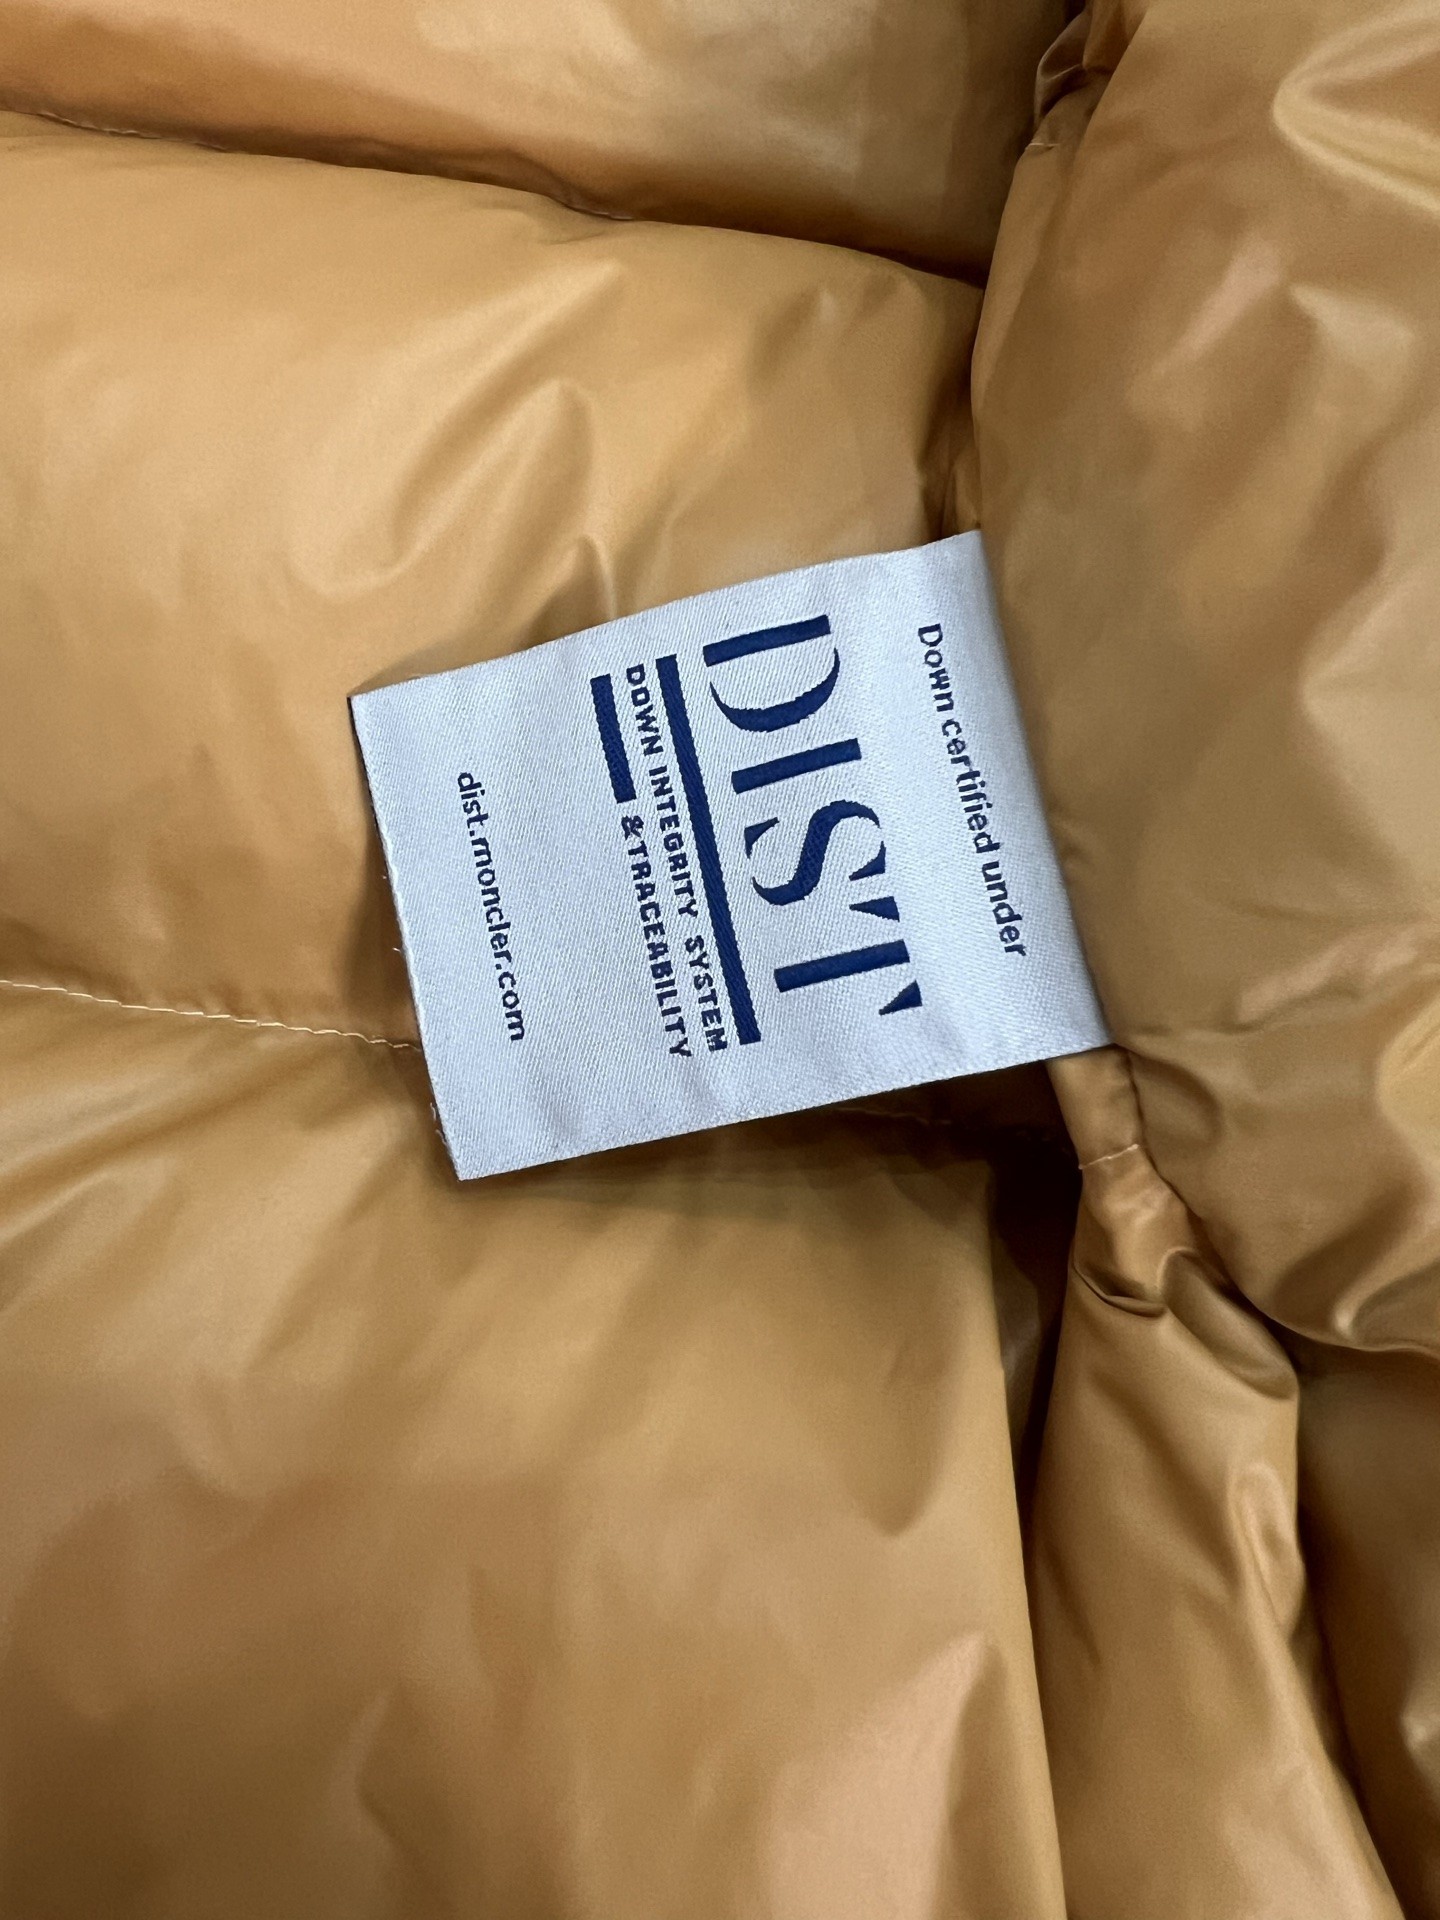 Down certified under
DIST
DOWN INTEGRITY SYSTEM
& TRACEABILITY
dist.moncler.com